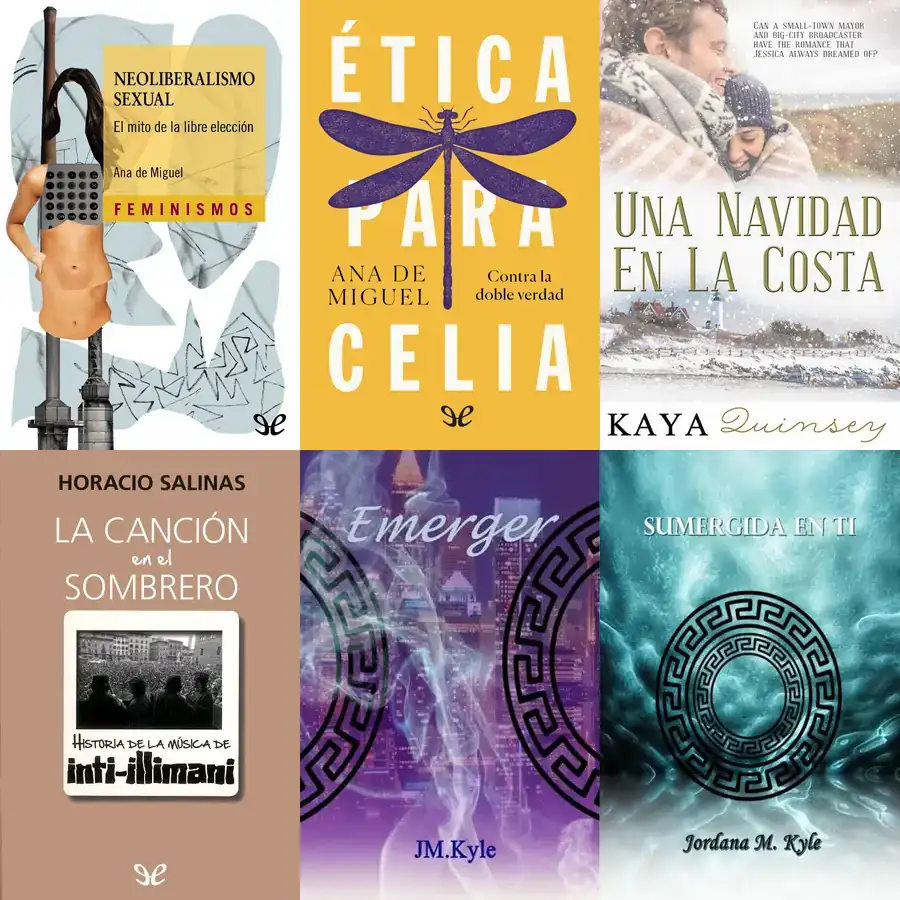 NEOLIBERALISMO
SEXUAL
El mito de la libre elección
Ana de Miguel
FEMINISMOS
ÉTICA
PARA
ANA DE
MIGUEL
Contra la
doble verdad
CELIA
CAN A SMALL-TOWN MAYOR
AND BIG-CITY BROADCASTER
HAVE THE ROMANCE THAT
JESSICA ALWAYS DREAMED OF?
UNA NAVIDAD
EN LA COSTA
KAYA Quinsey
HORACIO SALINAS
LA CANCIÓN
en el
SOMBRERO
HISTORIA DE LA MÚSICA DE
inti-illimani
Emerger
JM.Kyle
SUMERGIDA EN TI
Jordana M. Kyle